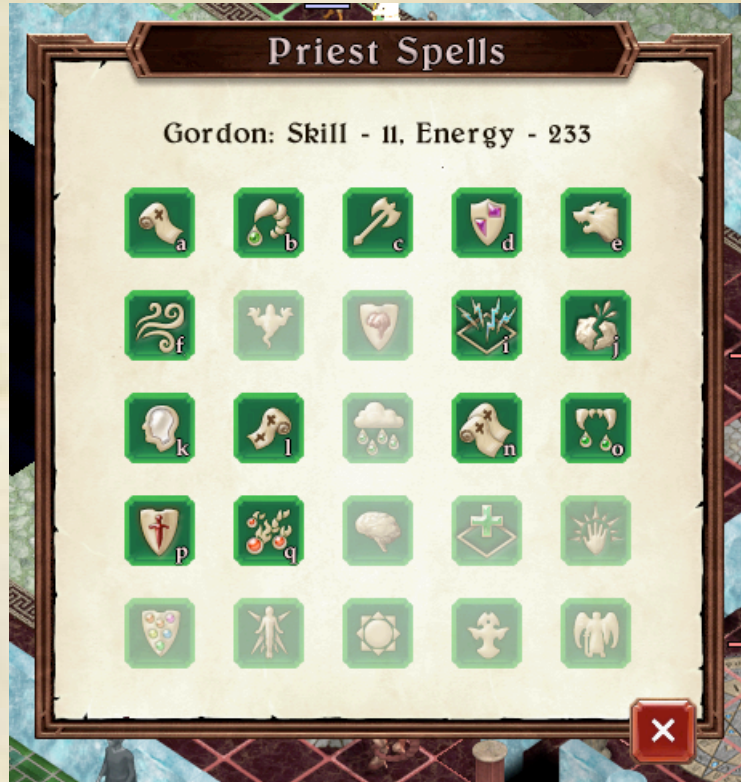 Priest Spells
Gordon: Skill - 11, Energy - 233
a b c d e
f i j
k l n o
p q